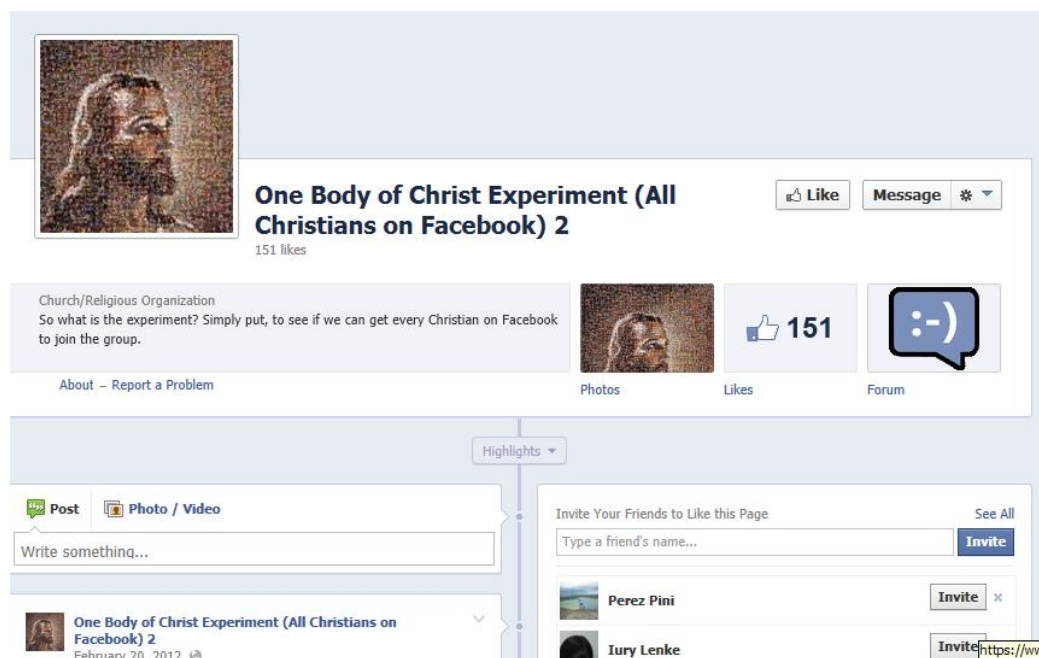 One Body of Christ Experiment (All
Christians on Facebook) 2
151 likes
Like
Message
Church/Religious Organization
So what is the experiment? Simply put, to see if we can get every Christian on Facebook
to join the group.
About – Report a Problem
151
:-)
Photos
Likes
Forum
Highlights
Post
Photo / Video
Write something...
One Body of Christ Experiment (All Christians on
Facebook) 2
February 20, 2012
Invite Your Friends to Like this Page
See All
Type a friend's name...
Invite
Perez Pini
Invite
Iury Lenke
Invite
https://ww